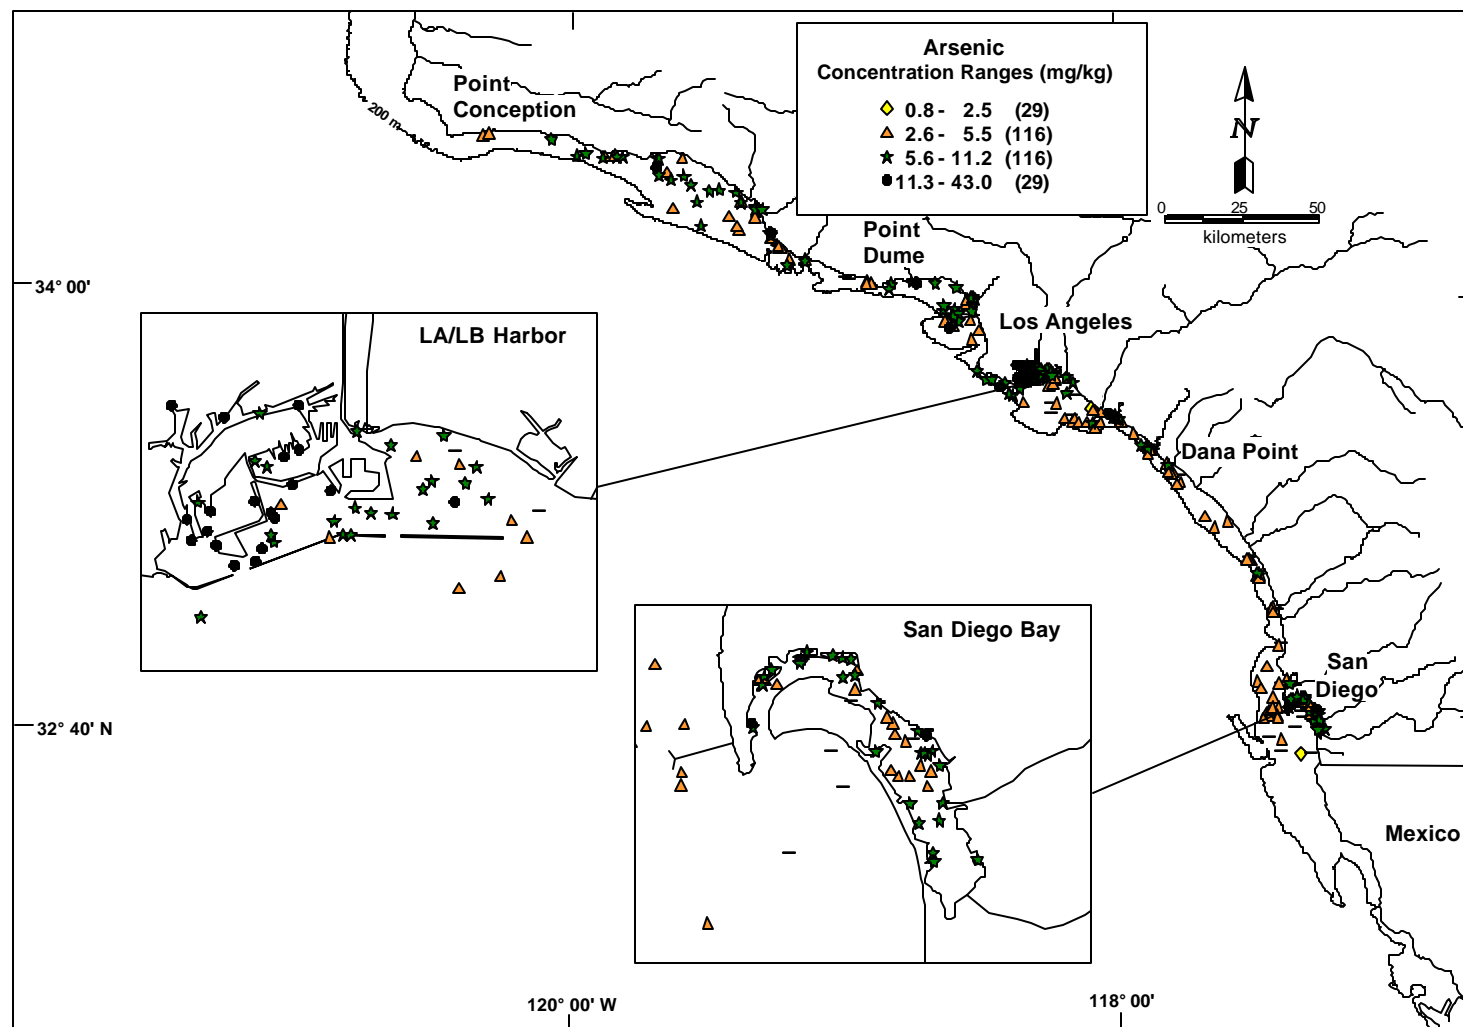 Arsenic
Concentration Ranges (mg/kg)
0.8 - 2.5 (29)
2.6 - 5.5 (116)
5.6 - 11.2 (116)
11.3 - 43.0 (29)
N
0 25 50
kilometers
Point
Conception
200 m
Point
Dume
34° 00'
Los Angeles
LA/LB Harbor
Dana Point
San Diego Bay
San
Diego
32° 40' N
Mexico
120° 00' W
118° 00'